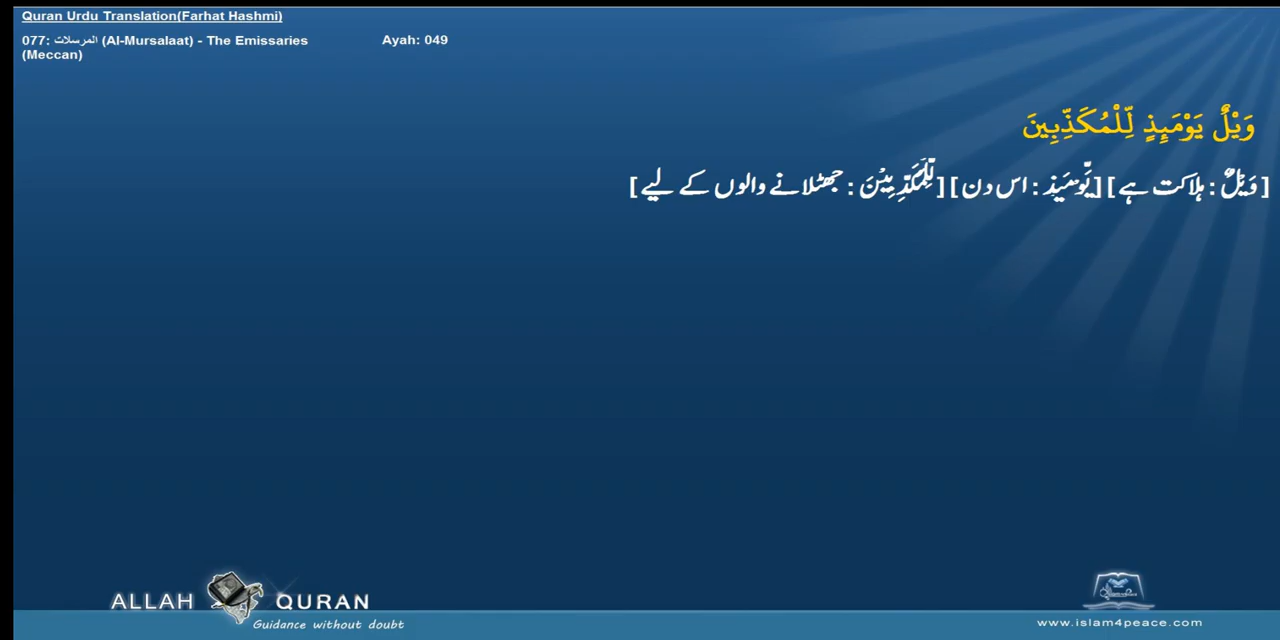 Quran Urdu Translation(Farhat Hashmi)
077: المرسلات (Al-Mursalaat) - The Emissaries Ayah: 049
(Meccan)
وَيْلٌ يَوْمَئِذٍ لِّلْمُكَذِّبِينَ
[وَيْلٌ : ہلاکت ہے] [يَّوْمَئِذٍ : اس دن] [لِّلْمُكَذِّبِيْنَ : جھٹلانے والوں کے لیے]
ALLAH QURAN
Guidance without doubt
www.islam4peace.com